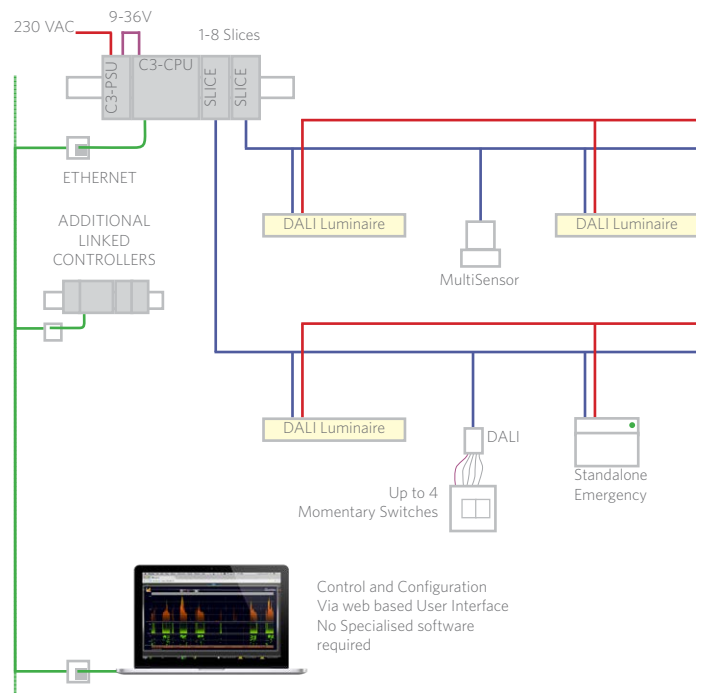 9-36V
230 VAC
1-8 Slices
C3-PSU
C3-CPU
SLICE
SLICE
ETHERNET
DALI Luminaire
DALI Luminaire
MultiSensor
ADDITIONAL
LINKED
CONTROLLERS
DALI Luminaire
DALI
Up to 4
Momentary Switches
Standalone
Emergency
Control and Configuration
Via web based User Interface
No Specialised software
required